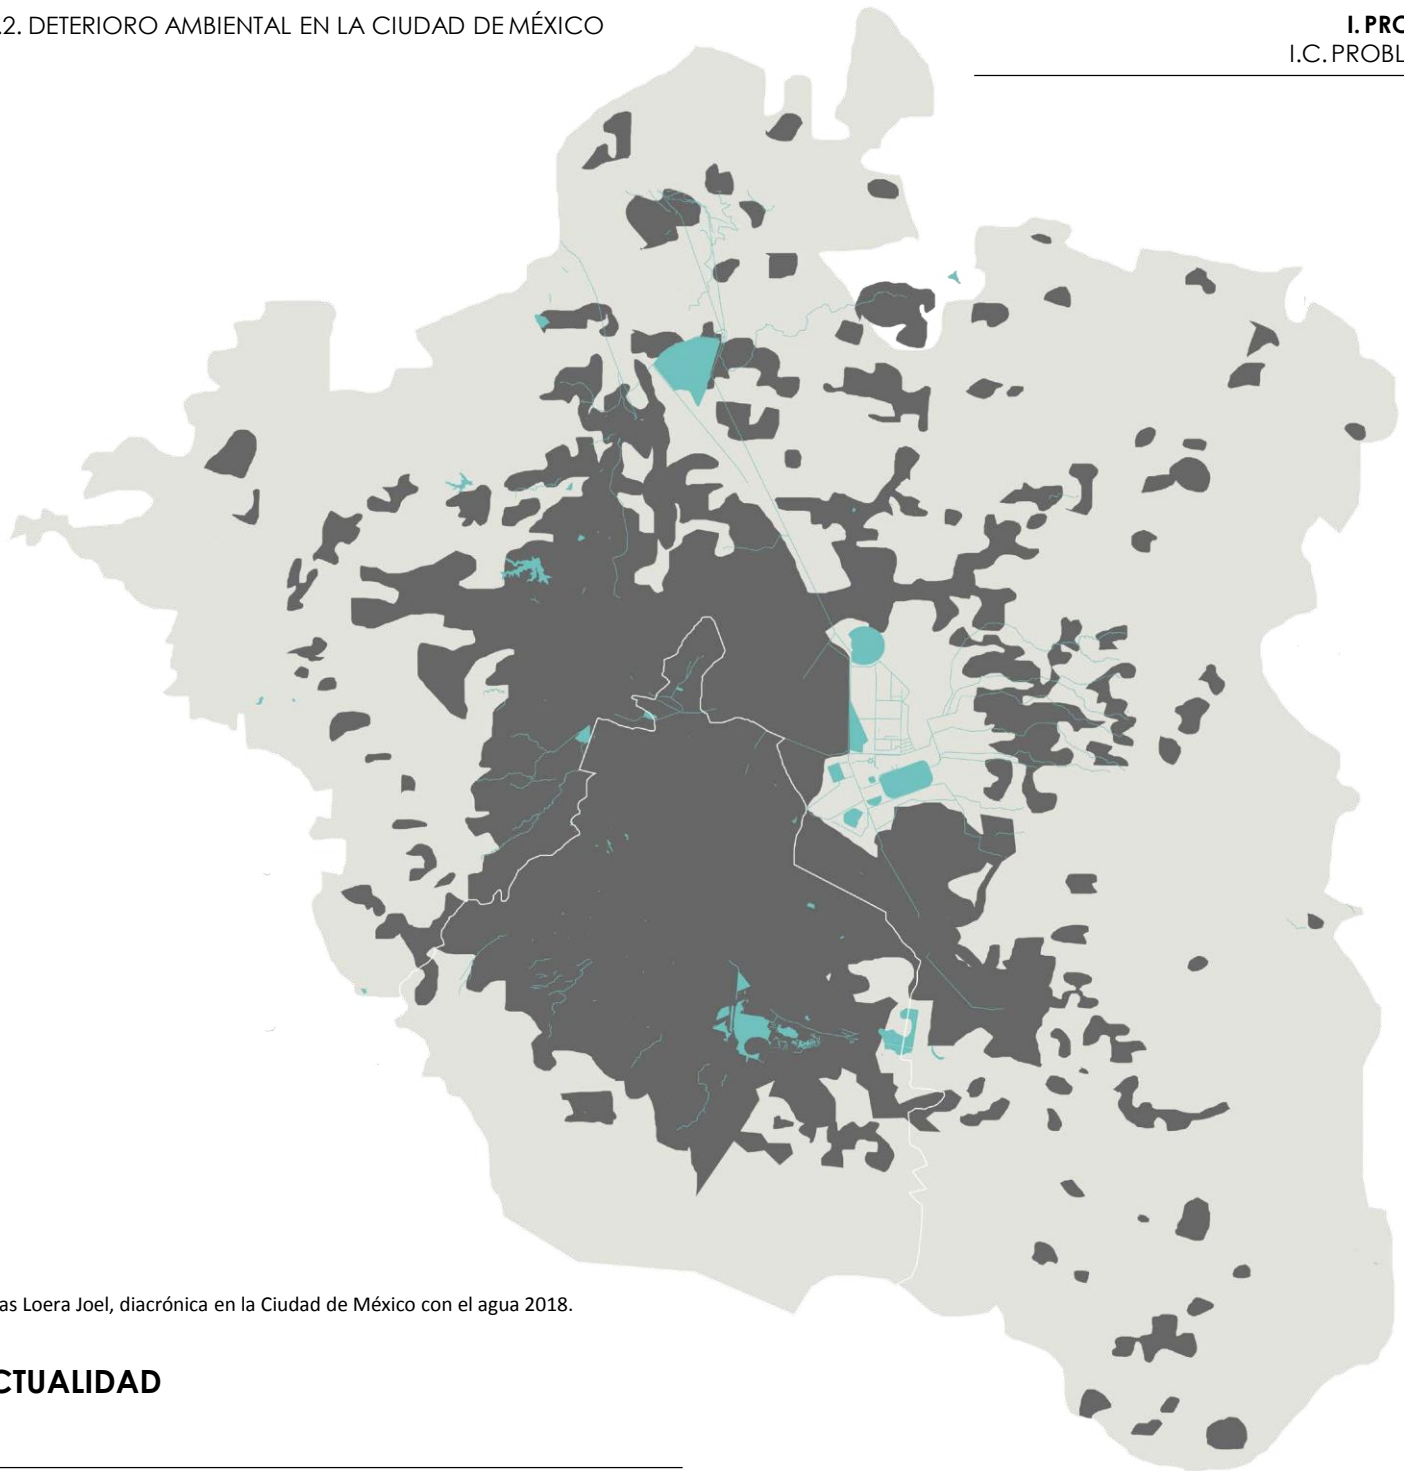 .2. DETERIORO AMBIENTAL EN LA CIUDAD DE MÉXICO
I. PRO
I.C. PROBL
as Loera Joel, diacrónica en la Ciudad de México con el agua 2018.
CTUALIDAD